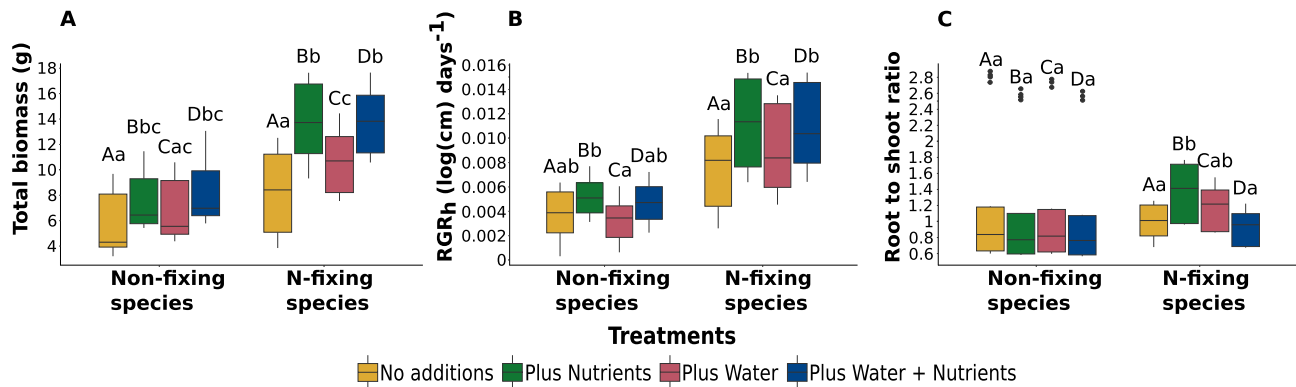 A
Total biomass (g)
18
16
14
12
10
8
6
4
Aa
Bbc
Cac
Dbc
Aa
Bb
Cc
Db
Non-fixing
species
N-fixing
species
B
RGRh (log(cm) days-1)
0.016
0.014
0.012
0.010
0.008
0.006
0.004
0.002
0
Aab
Bb
Ca
Dab
Aa
Bb
Ca
Db
Non-fixing
species
N-fixing
species
C
Root to shoot ratio
2.8
2.6
2.4
2.2
2
1.8
1.6
1.4
1.2
1
0.8
0.6
Aa
Ba
Ca
Da
Aa
Bb
Cab
Da
Non-fixing
species
N-fixing
species
Treatments
No additions Plus Nutrients Plus Water Plus Water + Nutrients